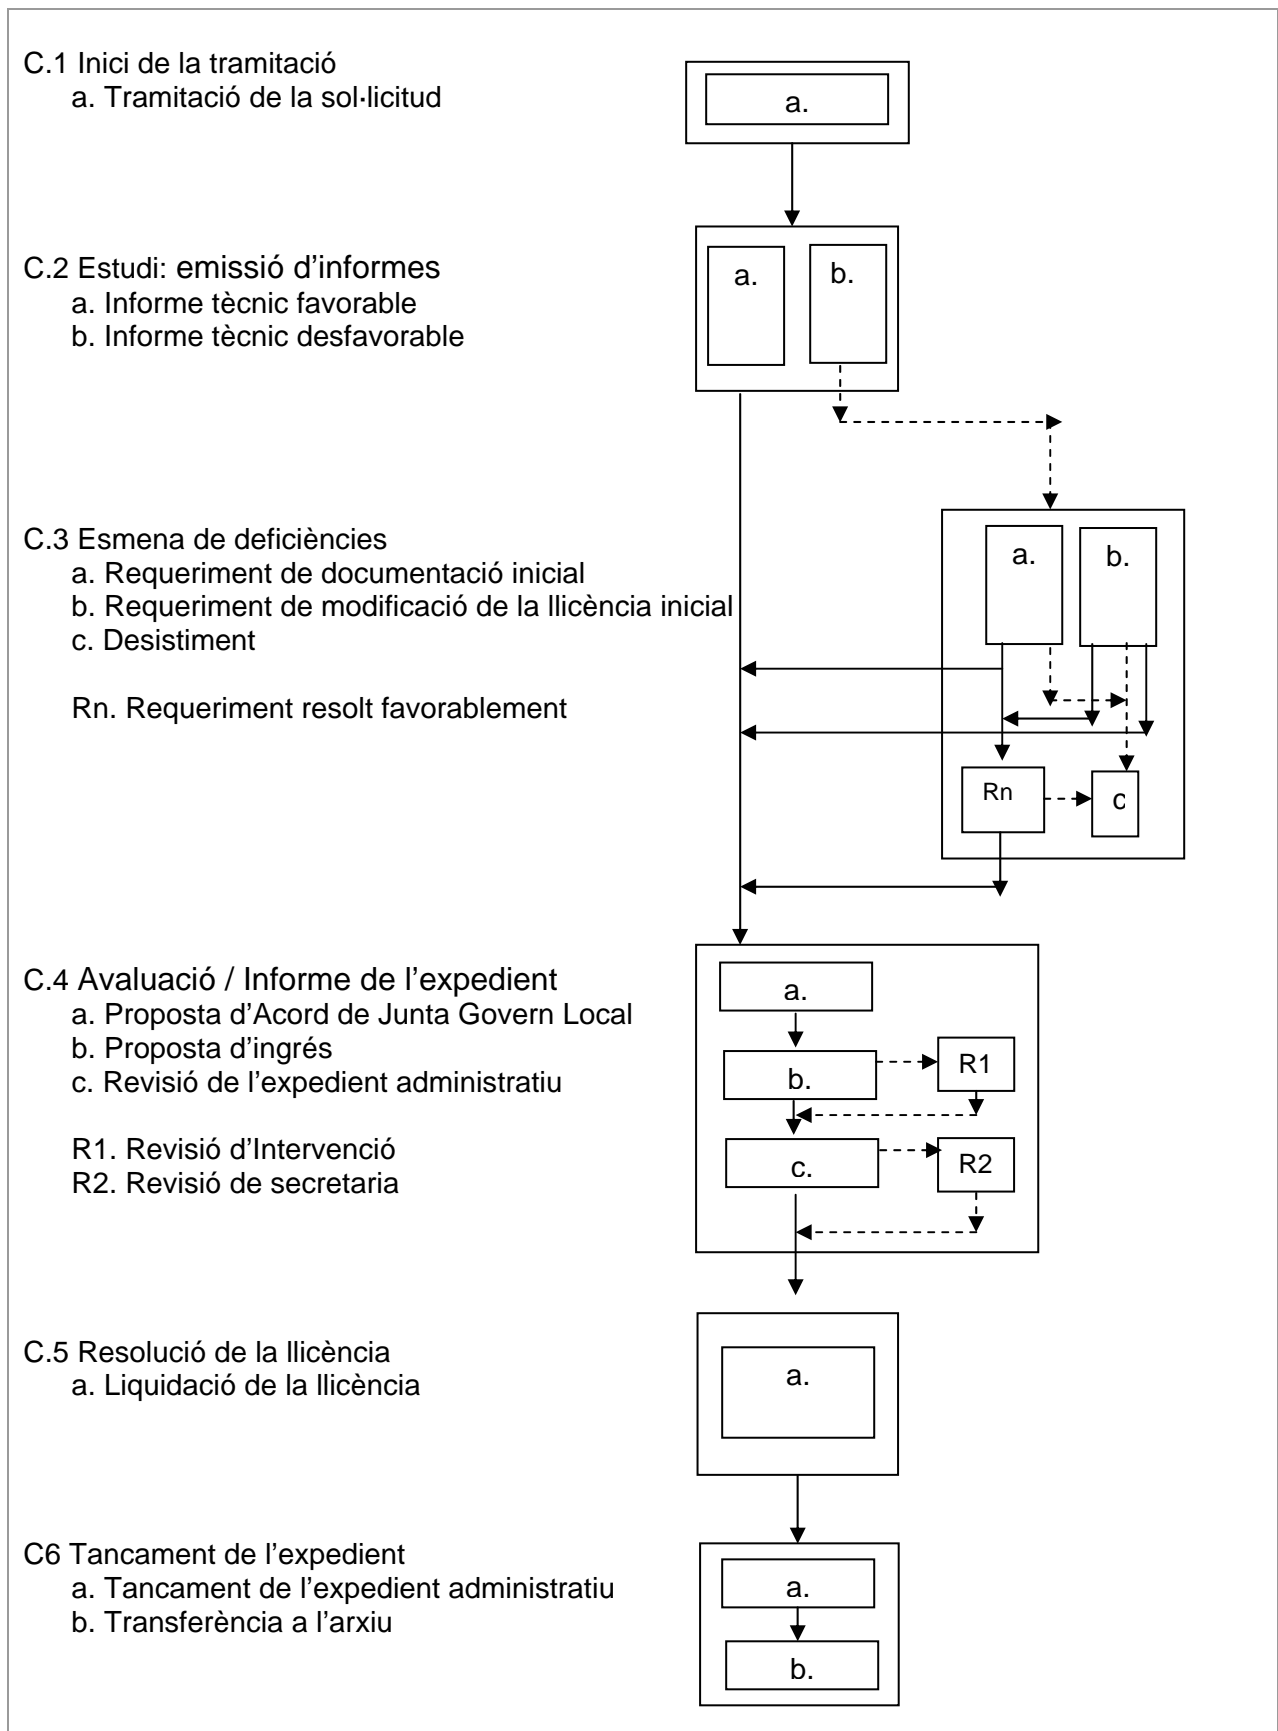 C.1 Inici de la tramitació
a. Tramitació de la sol·licitud
a.
C.2 Estudi: emissió d’informes
a. Informe tècnic favorable
b. Informe tècnic desfavorable
a.
b.
C.3 Esmena de deficiències
a. Requeriment de documentació inicial
b. Requeriment de modificació de la llicència inicial
c. Desistiment
Rn. Requeriment resolt favorablement
a.
b.
Rn
c
C.4 Avaluació / Informe de l’expedient
a. Proposta d’Acord de Junta Govern Local
b. Proposta d’ingrés
c. Revisió de l’expedient administratiu
R1. Revisió d’Intervenció
R2. Revisió de secretaria
a.
b.
R1
c.
R2
C.5 Resolució de la llicència
a. Liquidació de la llicència
a.
C6 Tancament de l’expedient
a. Tancament de l’expedient administratiu
b. Transferència a l’arxiu
a.
b.